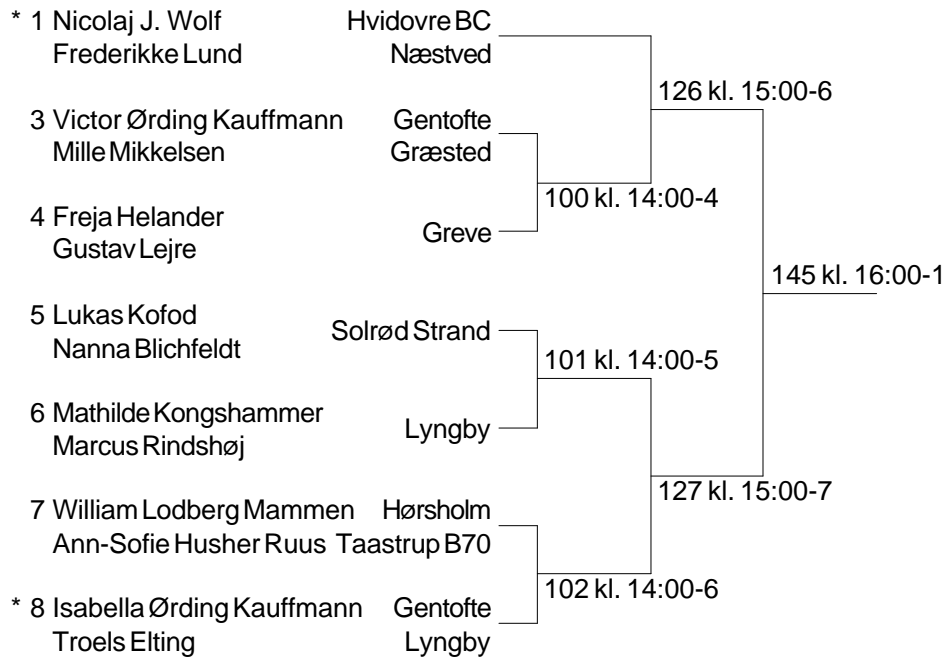 * 1 Nicolaj J. Wolf Hvidovre BC
Frederikke Lund Næstved
126 kl. 15:00-6
3 Victor Ørding Kauffmann Gentofte
Mille Mikkelsen Græsted
100 kl. 14:00-4
4 Freja Helander Greve
Gustav Lejre
145 kl. 16:00-1
5 Lukas Kofod Solrød Strand
Nanna Blichfeldt
101 kl. 14:00-5
6 Mathilde Kongshammer Lyngby
Marcus Rindshøj
127 kl. 15:00-7
7 William Lodberg Mammen Hørsholm
Ann-Sofie Husher Ruus Taastrup B70
102 kl. 14:00-6
* 8 Isabella Ørding Kauffmann Gentofte
Troels Elting Lyngby